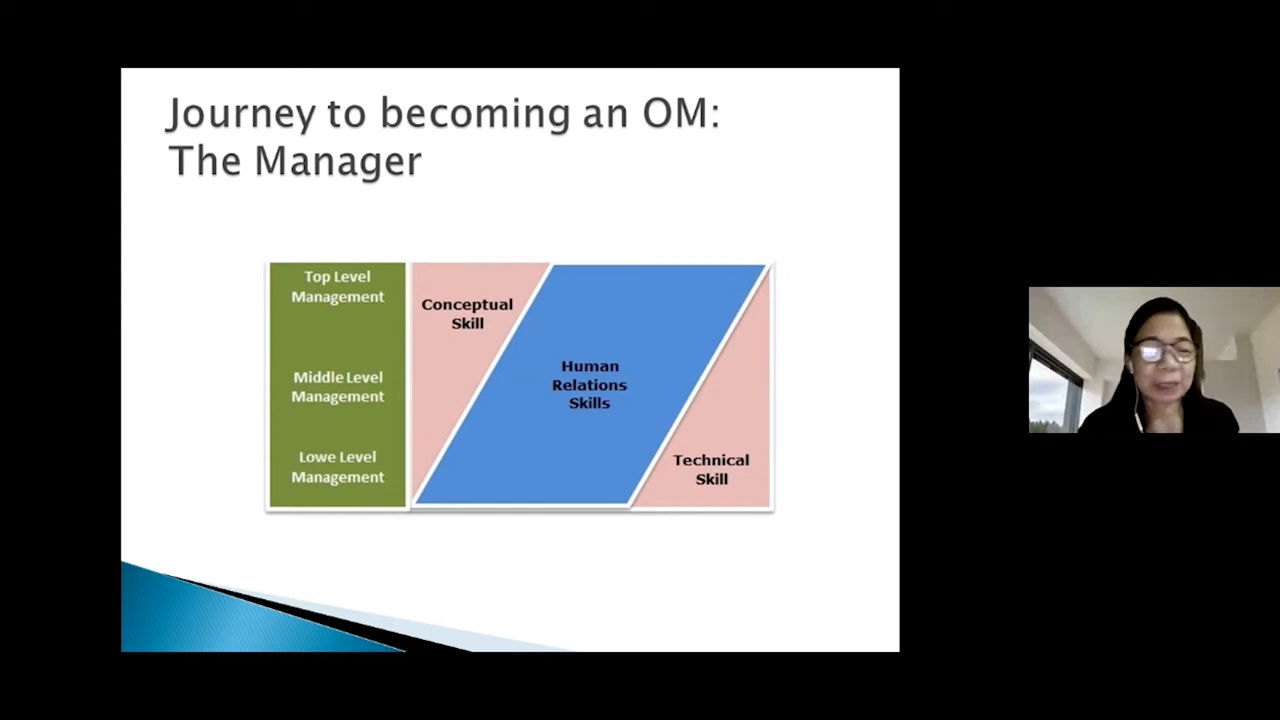 Journey to becoming an OM:
The Manager
Top Level
Management
Conceptual
Skill
Middle Level
Management
Human
Relations
Skills
Lowe Level
Management
Technical
Skill